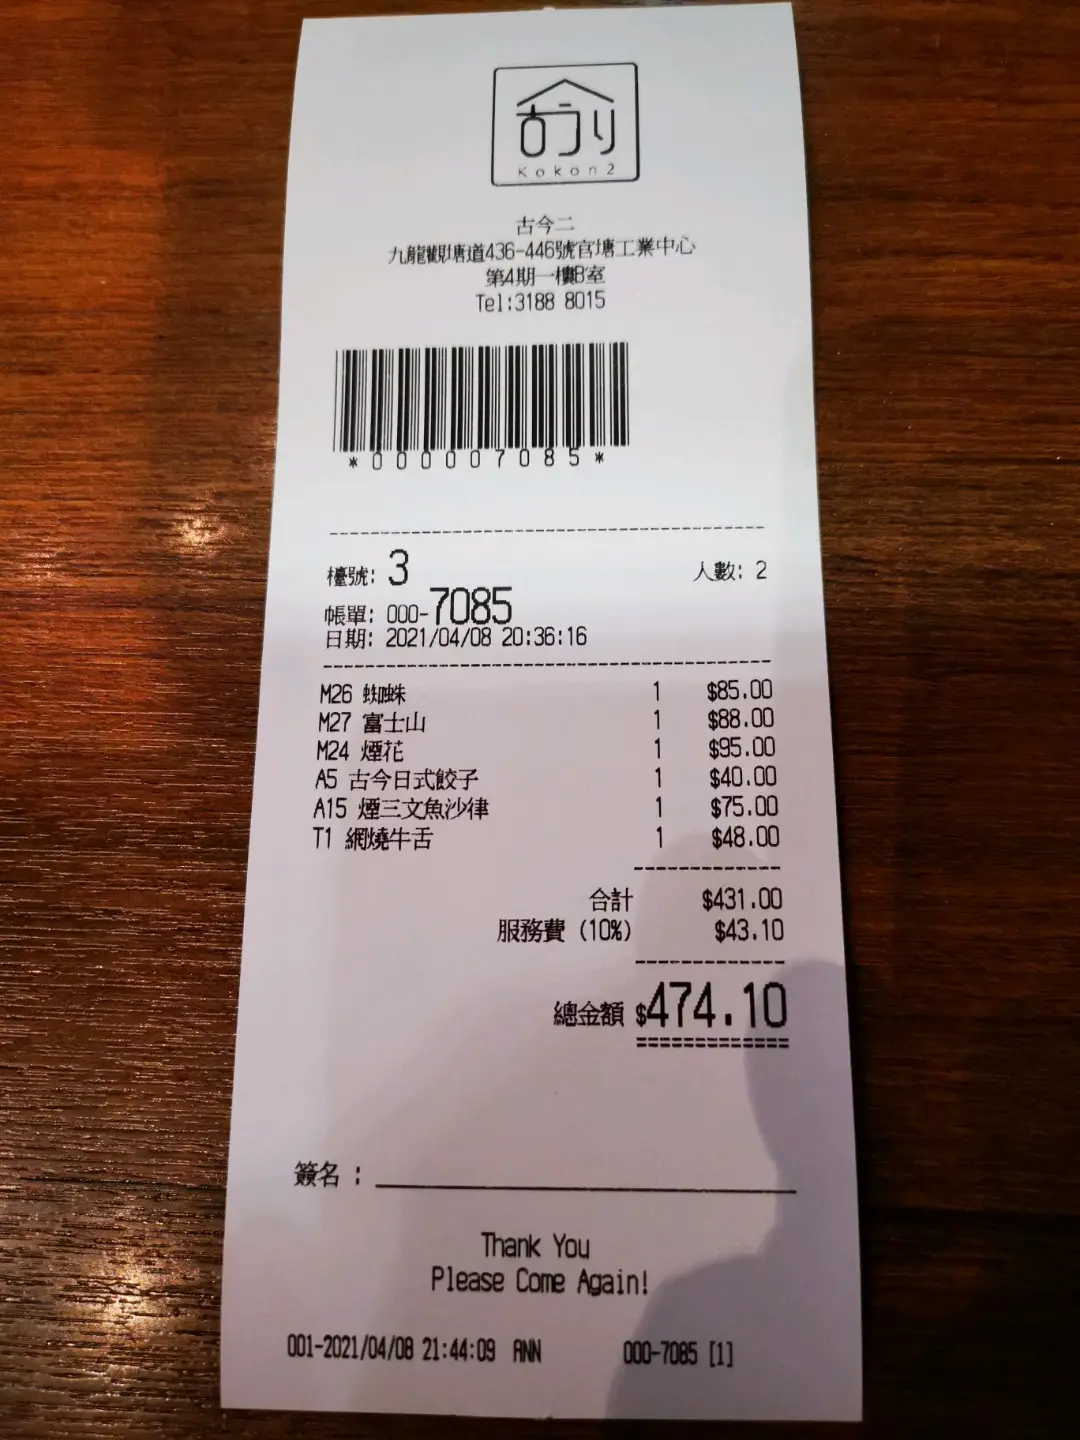 古今二
Kokon2
古今二
九龍觀塘道436-446號官塘工業中心
第4期一樓B室
Tel:3188 8015
*000007085*
檯號: 3 人數: 2
帳單: 000-7085
日期: 2021/04/08 20:36:16
M26 蜘蛛 1 $85.00
M27 富士山 1 $88.00
M24 煙花 1 $95.00
A5 古今日式餃子 1 $40.00
A15 煙三文魚沙律 1 $75.00
T1 網燒牛舌 1 $48.00
合計 $431.00
服務費 (10%) $43.10
總金額 $474.10
簽名 :
Thank You
Please Come Again!
001-2021/04/08 21:44:09 ANN 000-7085 [1]